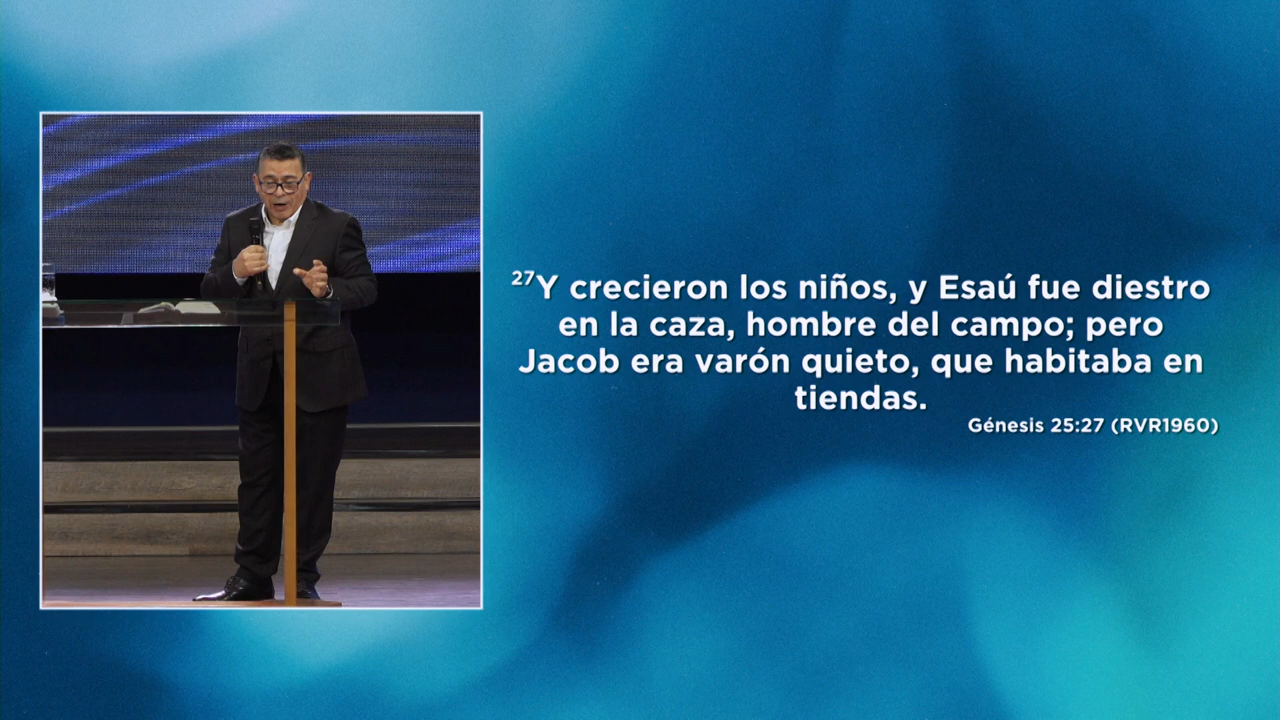 ²⁷Y crecieron los niños, y Esaú fue diestro
en la caza, hombre del campo; pero
Jacob era varón quieto, que habitaba en
tiendas.
Génesis 25:27 (RVR1960)